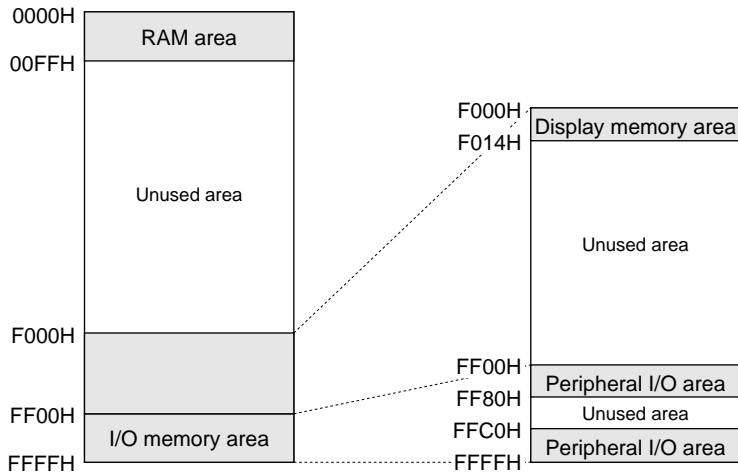 0000H
RAM area
00FFH
Unused area
F000H
FF00H
I/O memory area
FFFFH
F000H
Display memory area
F014H
Unused area
FF00H
Peripheral I/O area
FF80H
Unused area
FFC0H
Peripheral I/O area
FFFFH